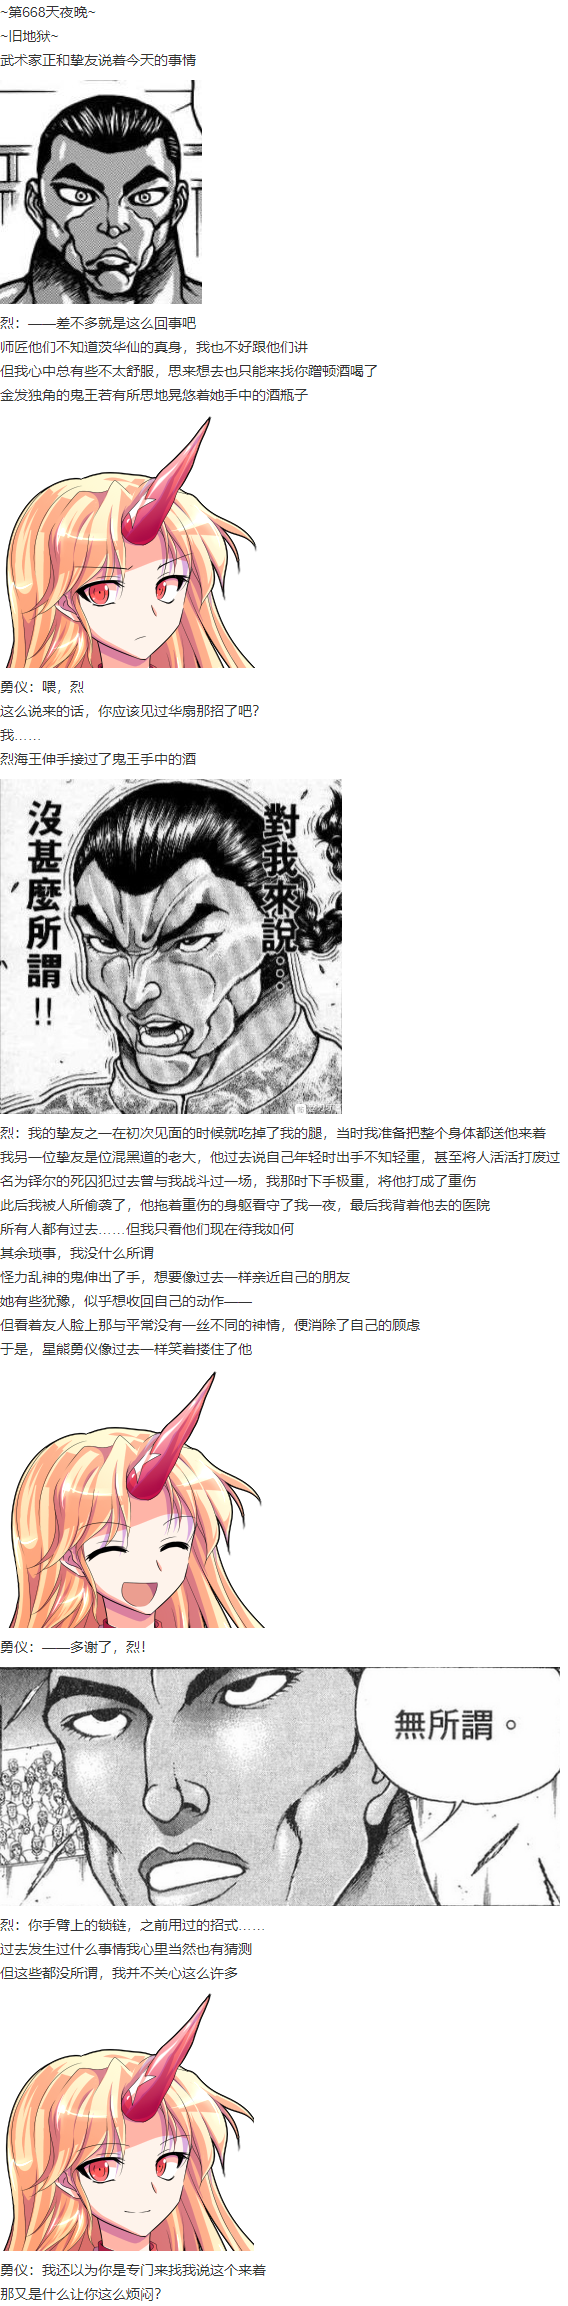 ~第668天夜晚~
~旧地狱~
武术家正和挚友说着今天的事情
烈：——差不多就是这么回事吧
师匠他们不知道茨华仙的真身，我也不好跟他们讲
但我心中总有些不太舒服，思来想去也只能来找你蹭顿酒喝了
金发独角的鬼王若有所思地晃悠着她手中的酒瓶子
勇仪：喂，烈
这么说来的话，你应该见过华扇那招了吧？
我……
烈海王伸手接过了鬼王手中的酒
對我來說…
沒甚麼所謂!!
烈：我的挚友之一在初次见面的时候就吃掉了我的腿，当时我准备把整个身体都送他来着
我另一位挚友是位混黑道的老大，他过去说自己年轻时出手不知轻重，甚至将人活活打废过
名为铎尔的死囚犯过去曾与我战斗过一场，我那时下手极重，将他打成了重伤
此后我被人所偷袭了，他拖着重伤的身躯看守了我一夜，最后我背着他去的医院
所有人都有过去……但我只看他们现在待我如何
其余琐事，我没什么所谓
怪力乱神的鬼伸出了手，想要像过去一样亲近自己的朋友
她有些犹豫，似乎想收回自己的动作——
但看着友人脸上那与平常没有一丝不同的神情，便消除了自己的顾虑
于是，星熊勇仪像过去一样笑着搂住了他
勇仪：——多谢了，烈！
無所謂。
烈：你手臂上的锁链，之前用过的招式……
过去发生过什么事情我心里当然也有猜测
但这些都没所谓，我并不关心这么许多
勇仪：我还以为你是专门来找我说这个来着
那又是什么让你这么烦闷？